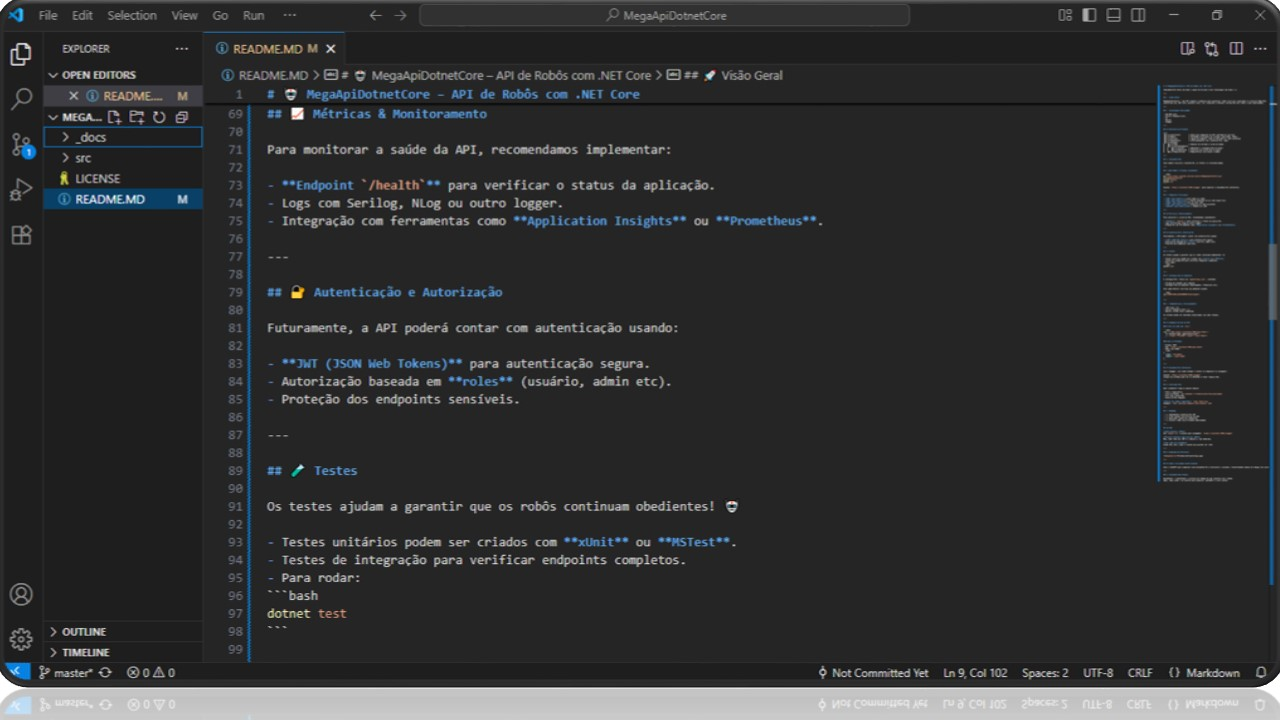 File Edit Selection View Go Run ··· MegaApiDotnetCore
EXPLORER
OPEN EDITORS
README.... M
MEGA...
_docs
src
LICENSE
README.MD M
OUTLINE
TIMELINE
README.MD M
README.MD > # MegaApiDotnetCore – API de Robôs com .NET Core > ## 🚀 Visão Geral
1 # 🤖 MegaApiDotnetCore – API de Robôs com .NET Core
69 ## 📈 Métricas & Monitoramento
70
71 Para monitorar a saúde da API, recomendamos implementar:
72
73 - **Endpoint `/health`** para verificar o status da aplicação.
74 - Logs com Serilog, NLog ou outro logger.
75 - Integração com ferramentas como **Application Insights** ou **Prometheus**.
76
77 ---
78
79 ## 🔐 Autenticação e Autorização
80
81 Futuramente, a API poderá contar com autenticação usando:
82
83 - **JWT (JSON Web Tokens)** para autenticação segura.
84 - Autorização baseada em **roles** (usuário, admin etc).
85 - Proteção dos endpoints sensíveis.
86
87 ---
88
89 ## 🧪 Testes
90
91 Os testes ajudam a garantir que os robôs continuam obedientes! 🤖
92
93 - Testes unitários podem ser criados com **xUnit** ou **MSTest**.
94 - Testes de integração para verificar endpoints completos.
95 - Para rodar:
96 ```bash
97 dotnet test
98 ```
99
master* 0 0 Not Committed Yet Ln 9, Col 102 Spaces: 2 UTF-8 CRLF {} Markdown